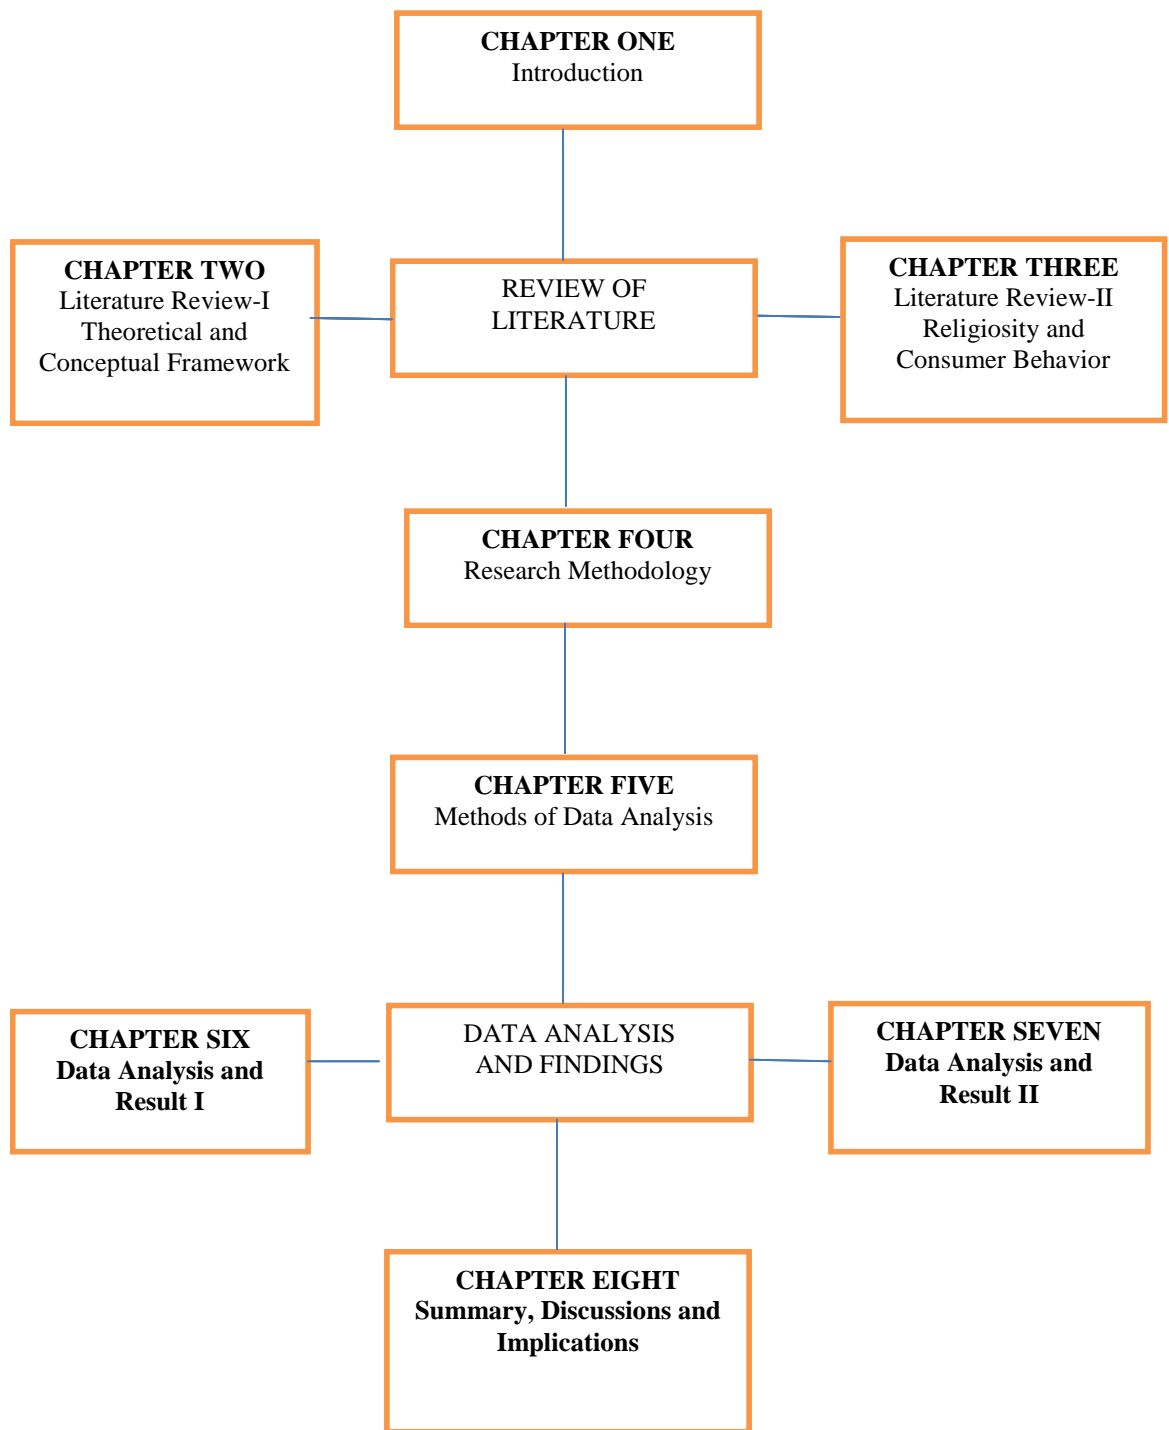 CHAPTER ONE
Introduction
CHAPTER TWO
Literature Review-I
Theoretical and
Conceptual Framework
REVIEW OF
LITERATURE
CHAPTER THREE
Literature Review-II
Religiosity and
Consumer Behavior
CHAPTER FOUR
Research Methodology
CHAPTER FIVE
Methods of Data Analysis
CHAPTER SIX
Data Analysis and
Result I
DATA ANALYSIS
AND FINDINGS
CHAPTER SEVEN
Data Analysis and
Result II
CHAPTER EIGHT
Summary, Discussions and
Implications